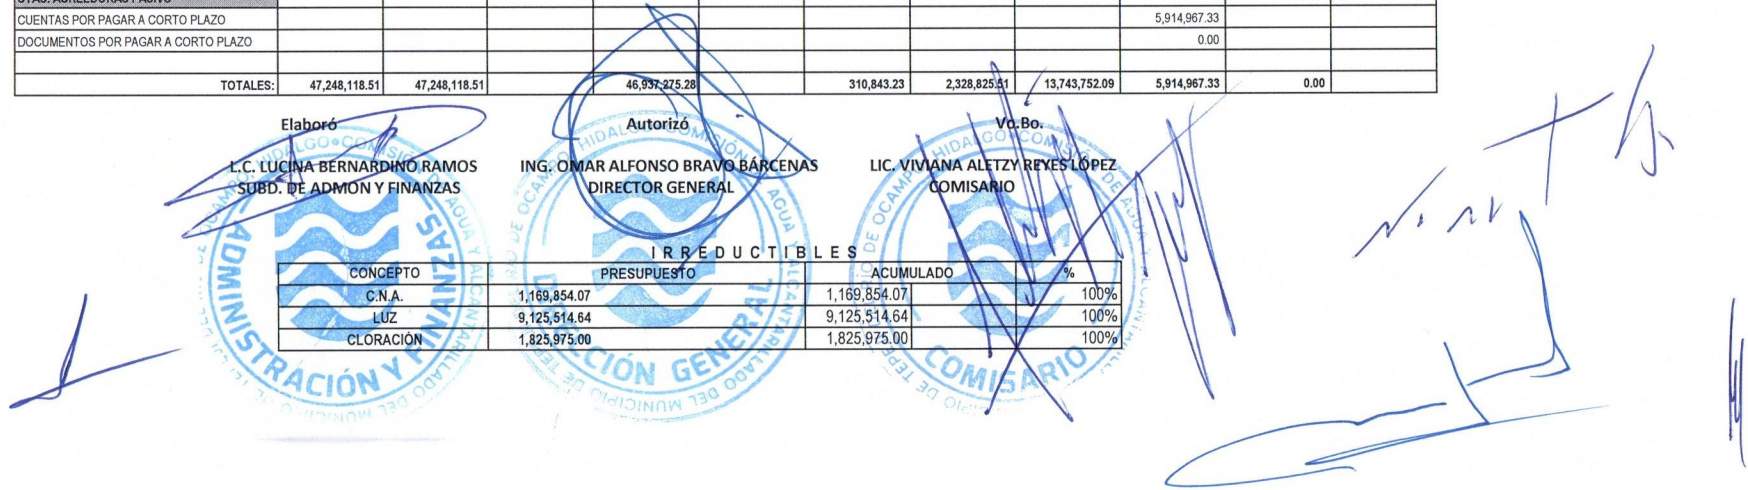 CUENTAS POR PAGAR A CORTO PLAZO 5,914,967.33
DOCUMENTOS POR PAGAR A CORTO PLAZO 0.00
TOTALES: 47,248,118.51 47,248,118.51 46,937,275.28 310,843.23 2,328,825.51 13,743,752.09 5,914,967.33 0.00
Elaboró Autorizó Vo.Bo.
L.C. LUCINA BERNARDINO RAMOS ING. OMAR ALFONSO BRAVO BÁRCENAS LIC. VIVIANA ALETZY REYES LÓPEZ
SUBD. DE ADMON Y FINANZAS DIRECTOR GENERAL COMISARIO
IRREDUCTIBLES
CONCEPTO PRESUPUESTO ACUMULADO %
C.N.A. 1,169,854.07 1,169,854.07 100%
LUZ 9,125,514.64 9,125,514.64 100%
CLORACIÓN 1,825,975.00 1,825,975.00 100%
ADMINISTRACIÓN Y FINANZAS
DIRECCIÓN GENERAL
COMISARIO